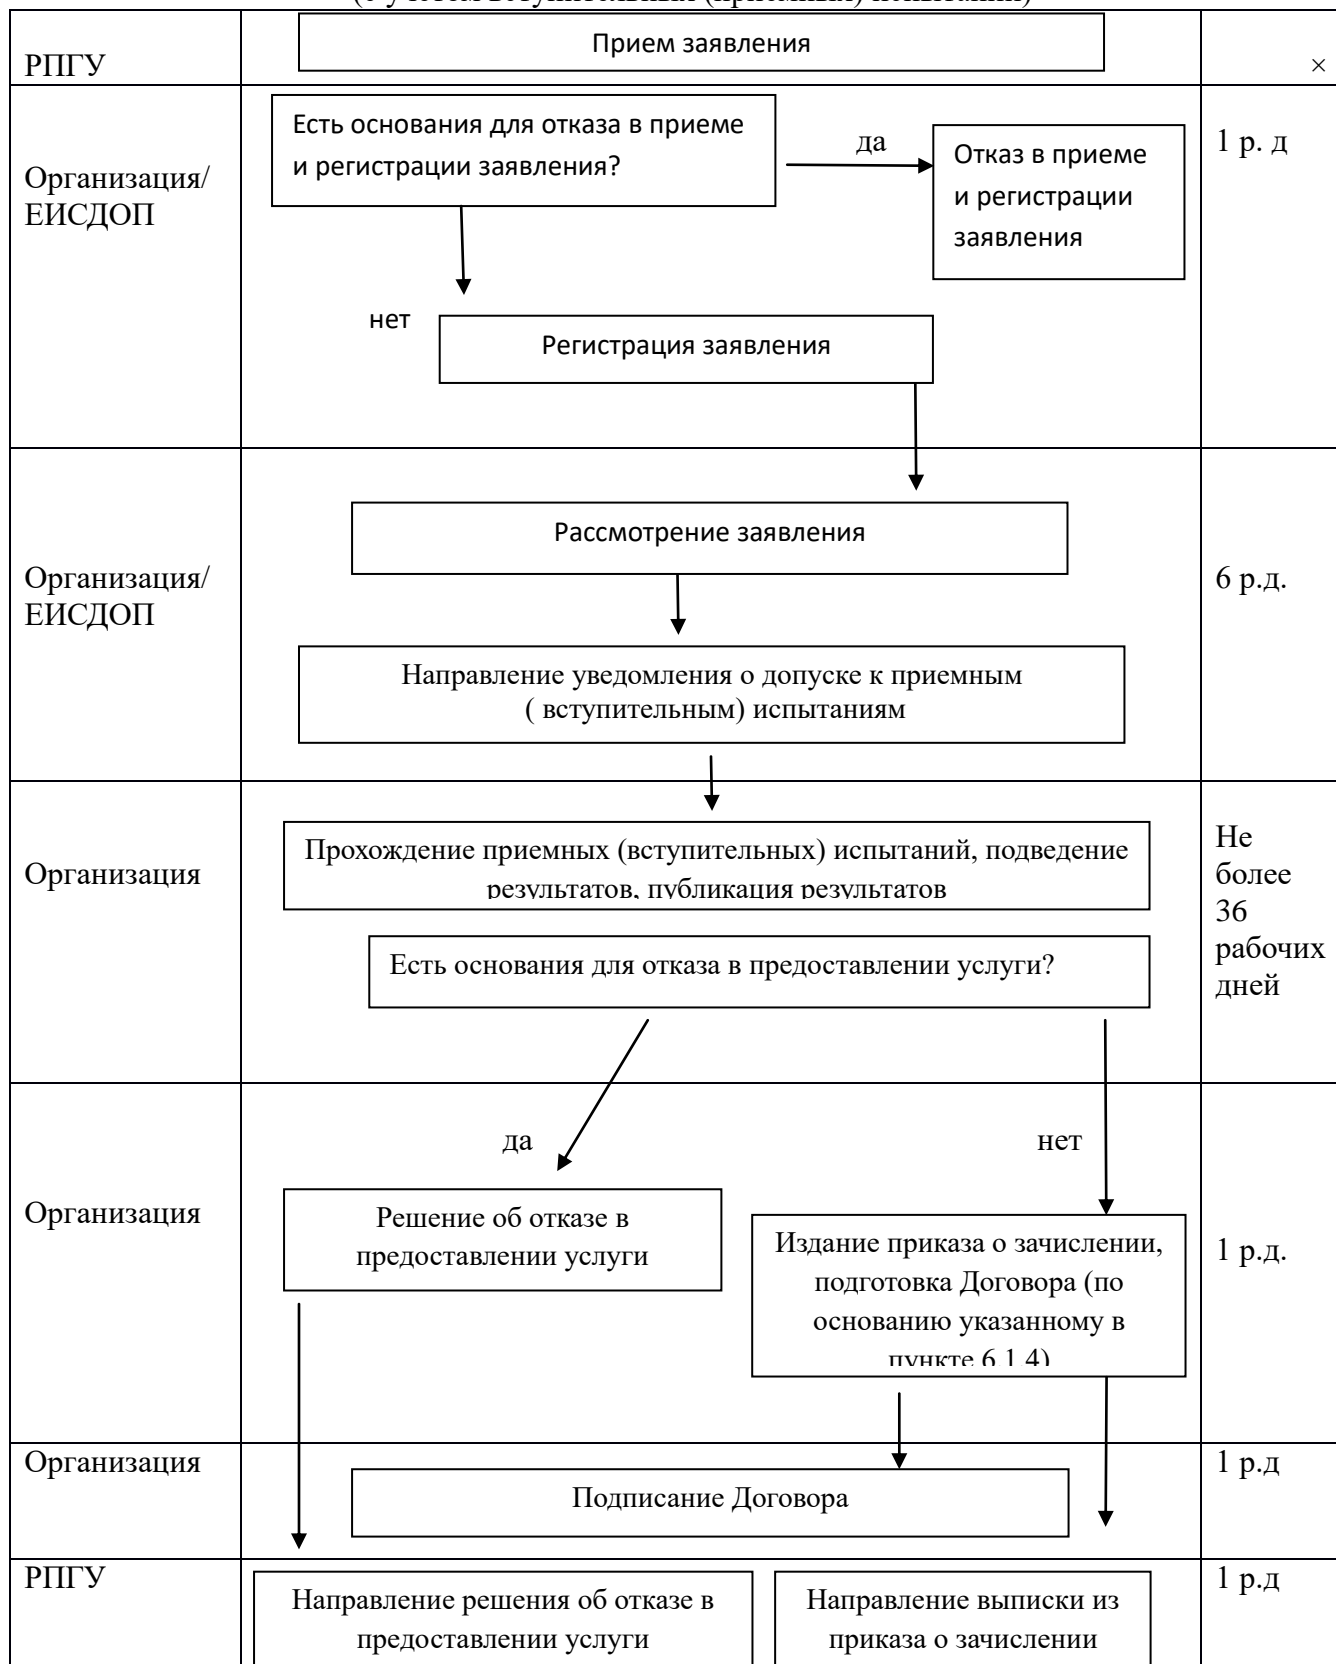 (с учетом вступительных (приемных) испытаний)
РПГУ
Прием заявления
×
Организация/
ЕИСДОП
Есть основания для отказа в приеме
и регистрации заявления?
да
Отказ в приеме
и регистрации
заявления
1 р. д
нет
Регистрация заявления
Организация/
ЕИСДОП
Рассмотрение заявления
6 р.д.
Направление уведомления о допуске к приемным
( вступительным) испытаниям
Организация
Прохождение приемных (вступительных) испытаний, подведение
результатов, публикация результатов
Есть основания для отказа в предоставлении услуги?
Не
более
36
рабочих
дней
да
нет
Организация
Решение об отказе в
предоставлении услуги
Издание приказа о зачислении,
подготовка Договора (по
основанию указанному в
пункте 6.1.4)
1 р.д.
Организация
Подписание Договора
1 р.д
РПГУ
Направление решения об отказе в
предоставлении услуги
Направление выписки из
приказа о зачислении
1 р.д